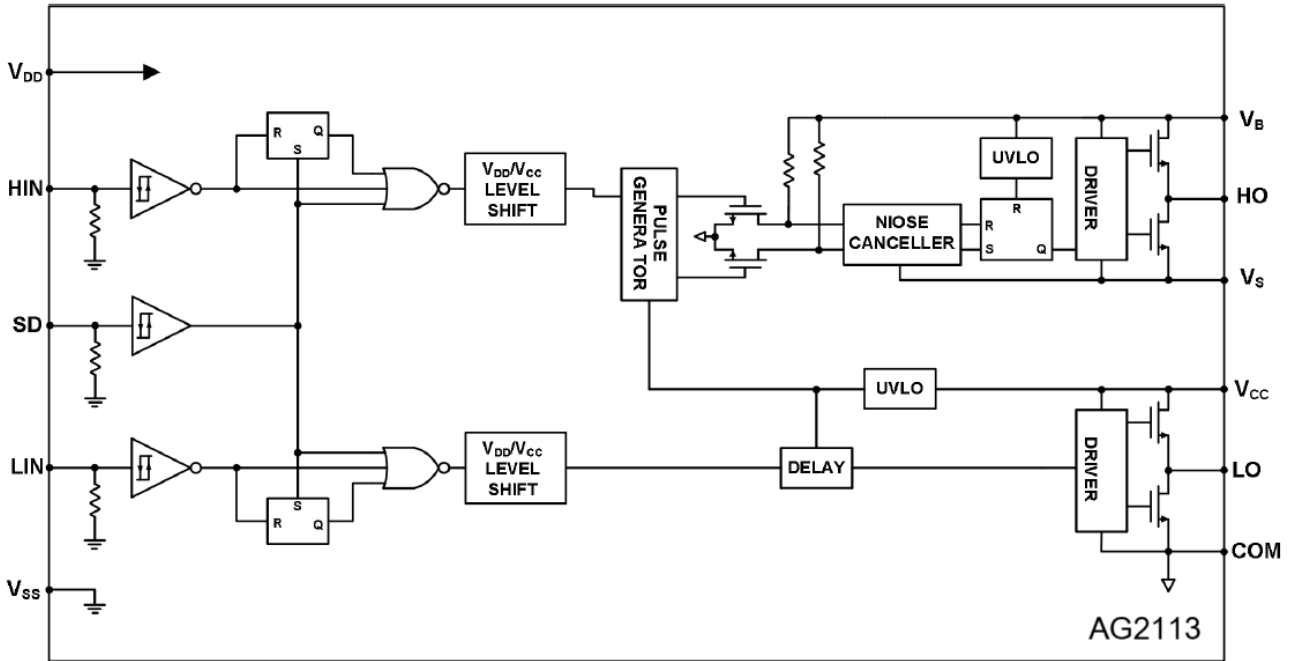 VDD
R
Q
S
HIN
VDD/VCC
LEVEL
SHIFT
PULSE
GENERA TOR
UVLO
DRIVER
VB
NIOSE
CANCELLER
R
R
S
Q
HO
VS
SD
UVLO
VCC
LIN
VDD/VCC
LEVEL
SHIFT
DELAY
DRIVER
LO
S
R
Q
COM
VSS
AG2113